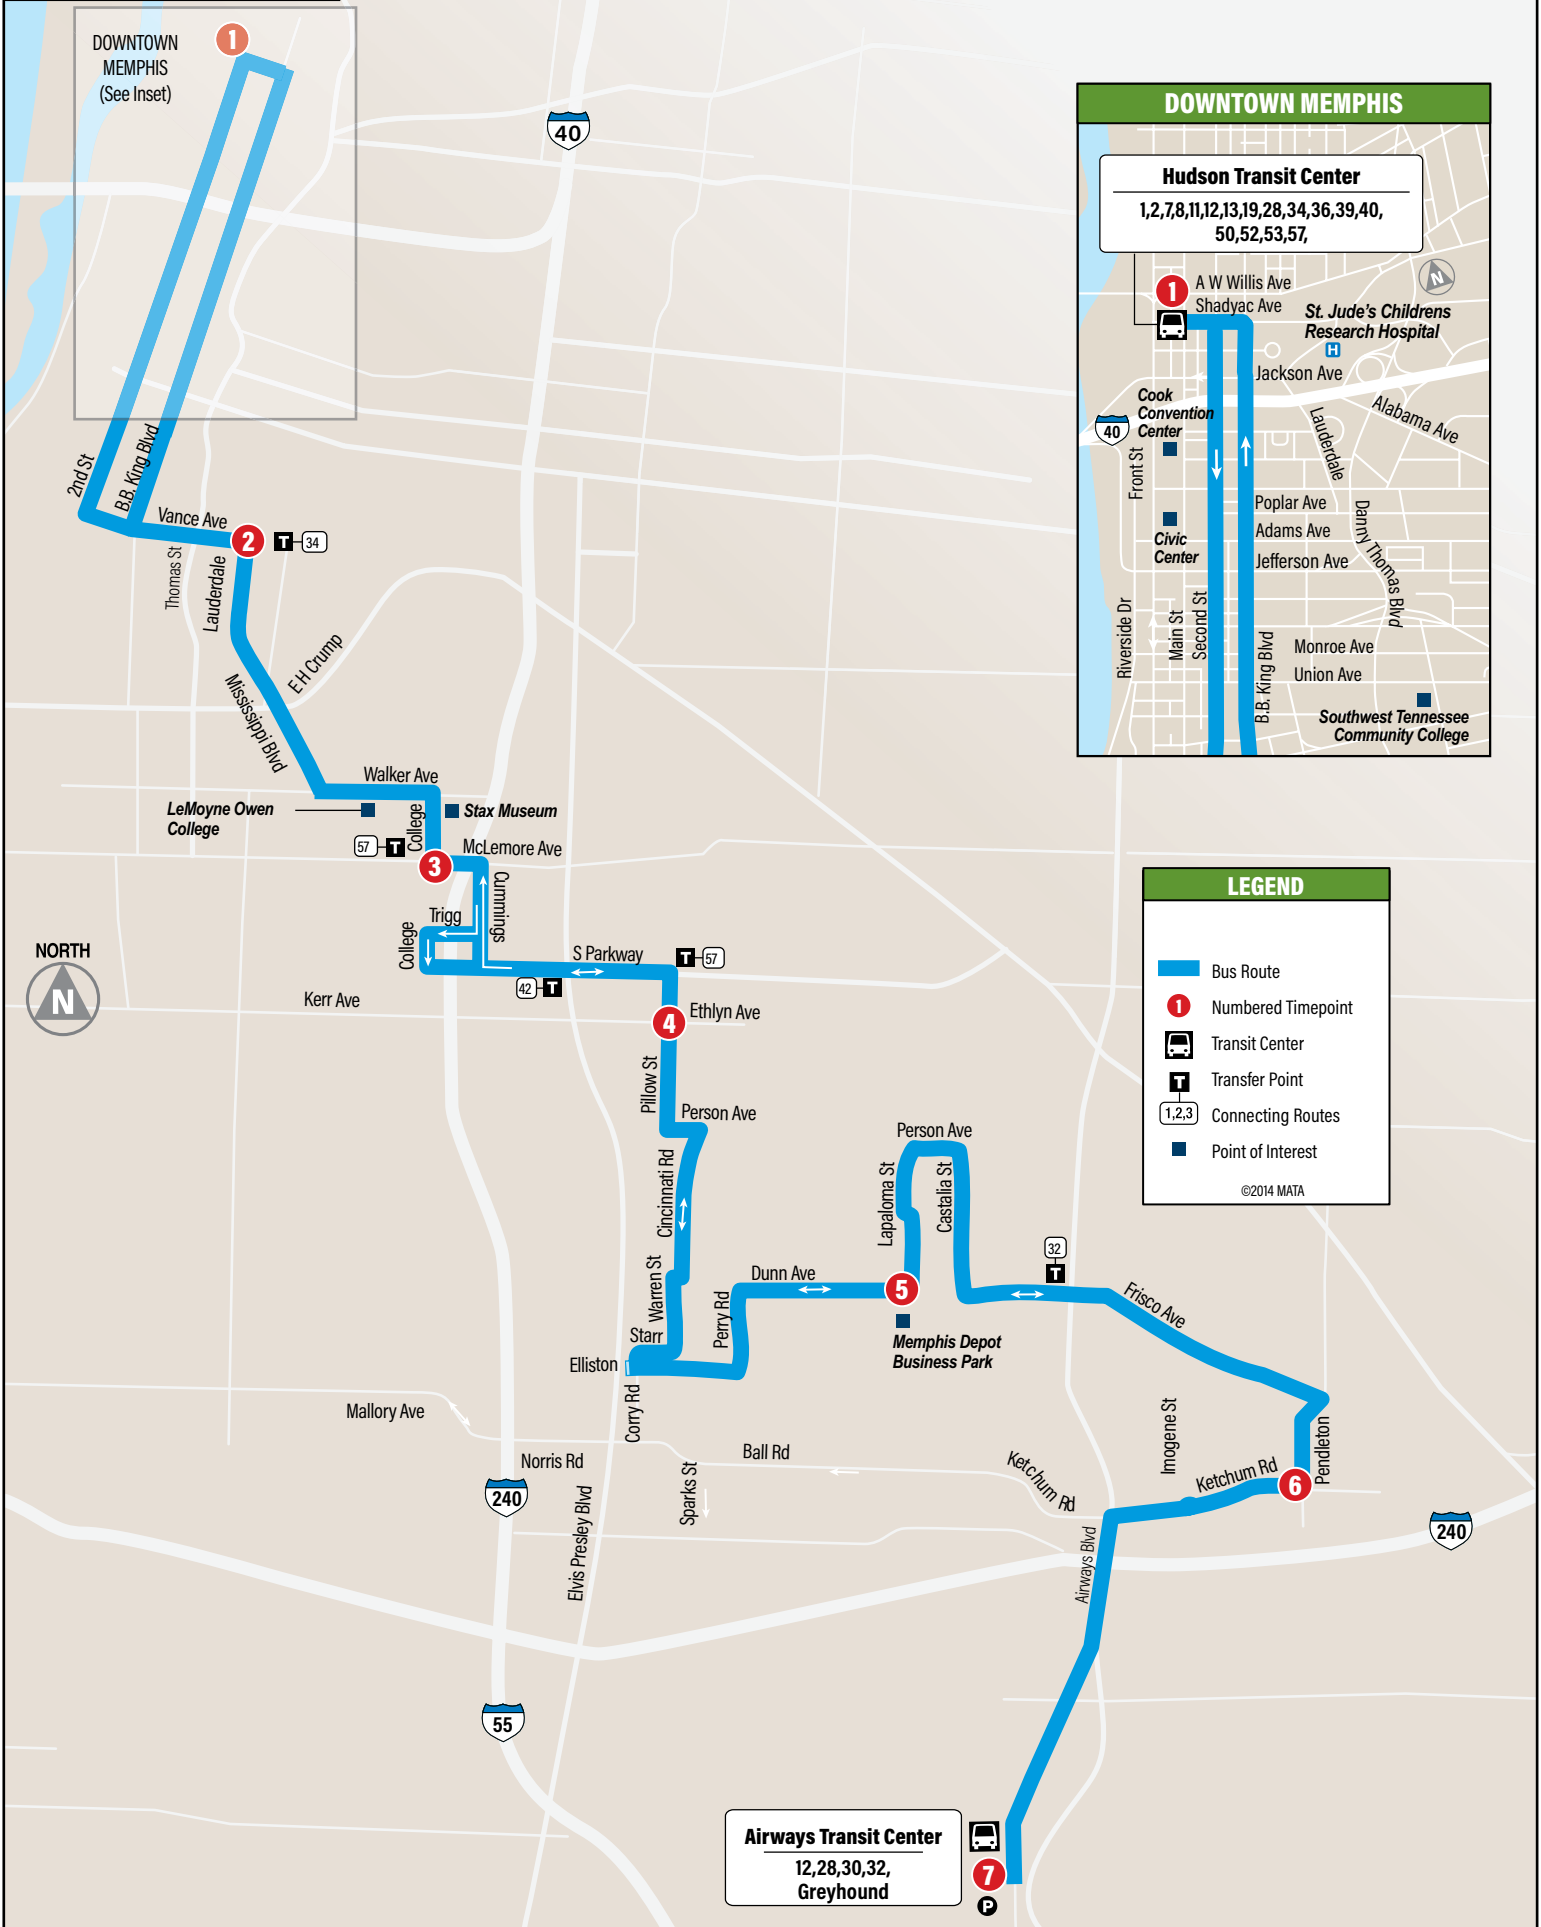 DOWNTOWN
MEMPHIS
(See Inset)
1
40
2nd St
B.B. King Blvd
Vance Ave
2
T
34
Thomas St
Lauderdale
E H Crump
Mississippi Blvd
Walker Ave
LeMoyne Owen
College
College
Stax Museum
57
T
3
McLemore Ave
Cummings
Trigg
College
S Parkway
T
57
42
T
NORTH
N
Kerr Ave
4
Ethlyn Ave
Pillow St
Person Ave
Cincinnati Rd
Warren St
Starr
Elliston
Corry Rd
Perry Rd
Dunn Ave
5
Memphis Depot
Business Park
Lapaloma St
Person Ave
Castalia St
32
T
Frisco Ave
Pendleton
Imogene St
Ketchum Rd
6
Ketchum Rd
Mallory Ave
Norris Rd
Ball Rd
Sparks St
Elvis Presley Blvd
240
240
Airways Blvd
55
Airways Transit Center
12,28,30,32,
Greyhound
7
P
DOWNTOWN MEMPHIS
Hudson Transit Center
1,2,7,8,11,12,13,19,28,34,36,39,40,
50,52,53,57,
N
1
A W Willis Ave
Shadyac Ave
St. Jude's Childrens
Research Hospital
H
Jackson Ave
Cook
Convention
Center
40
Alabama Ave
Lauderdale
Front St
Poplar Ave
Adams Ave
Jefferson Ave
Danny Thomas Blvd
Civic
Center
Riverside Dr
Main St
Second St
B.B. King Blvd
Monroe Ave
Union Ave
Southwest Tennessee
Community College
LEGEND
Bus Route
1
Numbered Timepoint
Transit Center
T
Transfer Point
1,2,3
Connecting Routes
Point of Interest
©2014 MATA